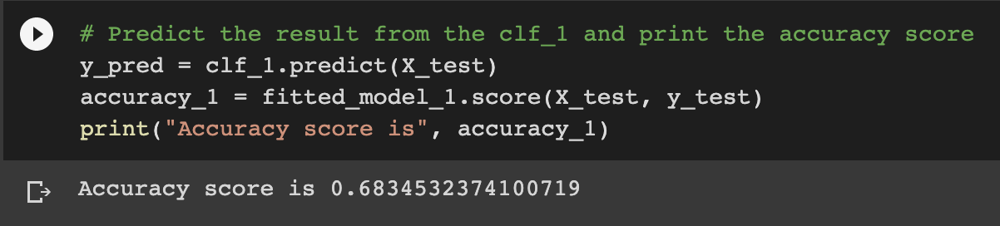 # Predict the result from the clf_1 and print the accuracy score
y_pred = clf_1.predict(X_test)
accuracy_1 = fitted_model_1.score(X_test, y_test)
print("Accuracy score is", accuracy_1)
Accuracy score is 0.6834532374100719